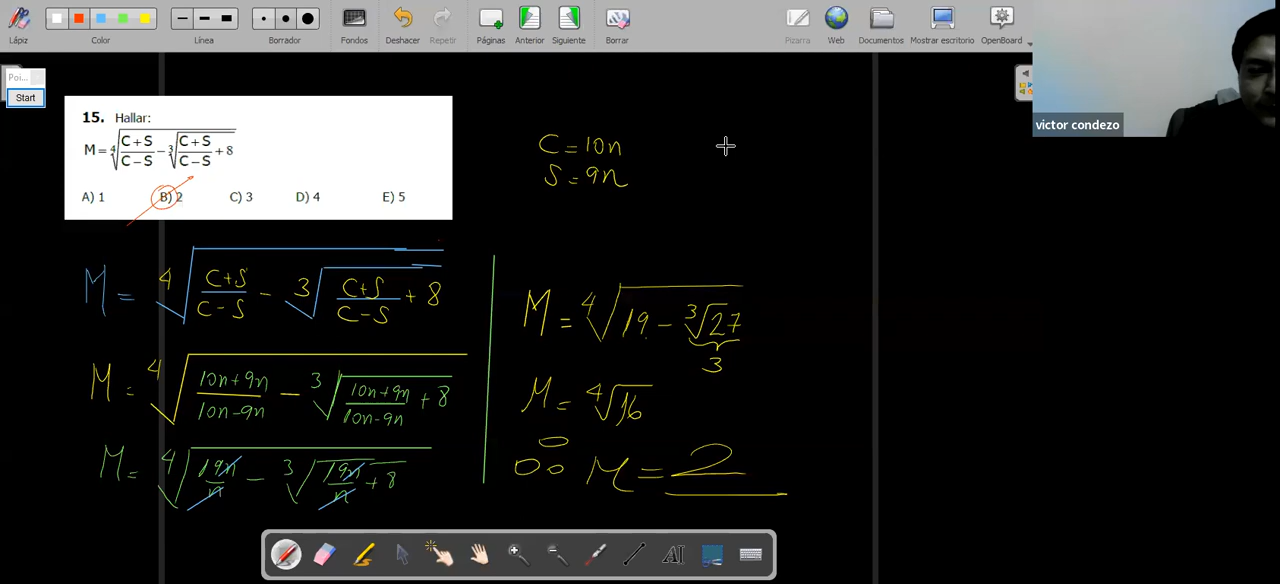 Lápiz Color Línea Borrador Fondos Deshacer Repetir Páginas Anterior Siguiente Borrar Pizarra Web Documentos Mostrar escritorio OpenBoard
Poi...
Start
victor condezo
15. Hallar:
M = ⁴√(C+S/C−S − ³√(C+S/C−S + 8))
A) 1 B) 2 C) 3 D) 4 E) 5
C = 10n
S = 9n
M = ⁴√(C+S/C−S − ³√(C+S/C−S + 8))
M = ⁴√(10n+9n/10n−9n − ³√(10n+9n/10n−9n + 8))
M = ⁴√(19n/n − ³√(19n/n + 8))
M = ⁴√(19 − ³√27)
3
M = ⁴√16
M = 2
AI